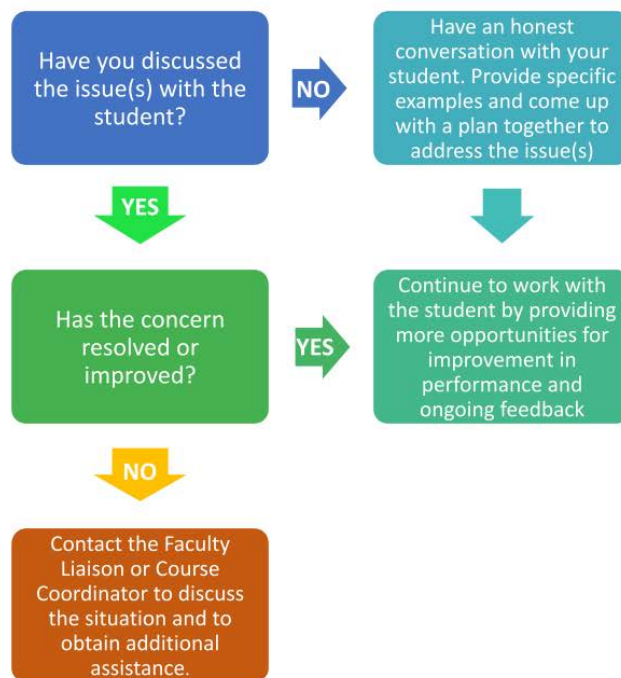 Have you discussed
the issue(s) with the
student?
NO
Have an honest
conversation with your
student. Provide specific
examples and come up
with a plan together to
address the issue(s)
YES
Has the concern
resolved or
improved?
YES
Continue to work with
the student by providing
more opportunities for
improvement in
performance and
ongoing feedback
NO
Contact the Faculty
Liaison or Course
Coordinator to discuss
the situation and to
obtain additional
assistance.